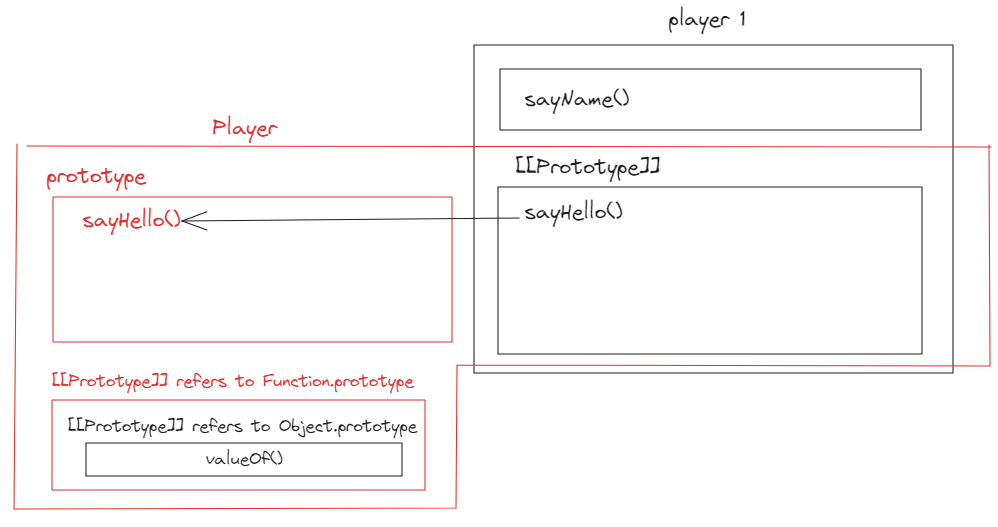 player 1
sayName()
Player
[[Prototype]]
prototype
sayHello()
sayHello()
[[Prototype]] refers to Function.prototype
[[Prototype]] refers to Object.prototype
valueOf()